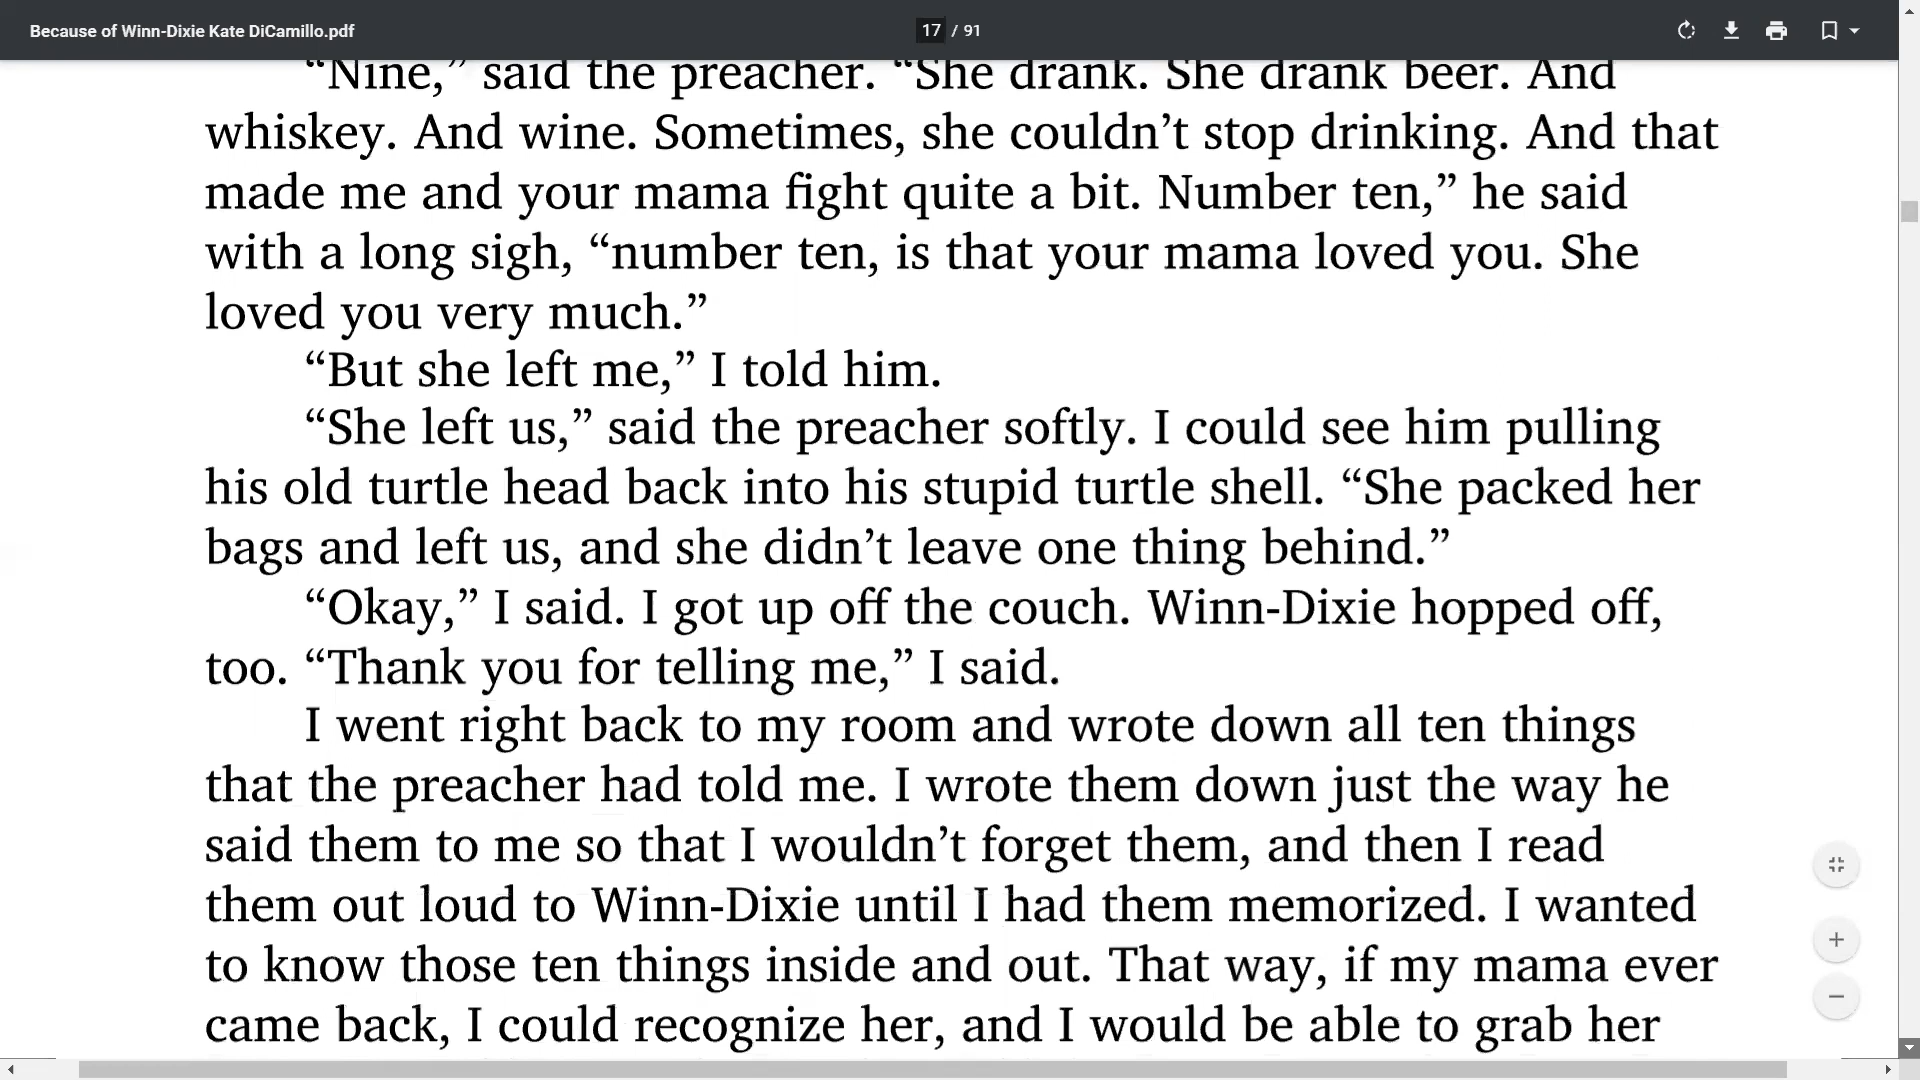 Because of Winn-Dixie Kate DiCamillo.pdf
17 / 91
“Nine,” said the preacher. “She drank. She drank beer. And
whiskey. And wine. Sometimes, she couldn’t stop drinking. And that
made me and your mama fight quite a bit. Number ten,” he said
with a long sigh, “number ten, is that your mama loved you. She
loved you very much.”
“But she left me,” I told him.
“She left us,” said the preacher softly. I could see him pulling
his old turtle head back into his stupid turtle shell. “She packed her
bags and left us, and she didn’t leave one thing behind.”
“Okay,” I said. I got up off the couch. Winn-Dixie hopped off,
too. “Thank you for telling me,” I said.
I went right back to my room and wrote down all ten things
that the preacher had told me. I wrote them down just the way he
said them to me so that I wouldn’t forget them, and then I read
them out loud to Winn-Dixie until I had them memorized. I wanted
to know those ten things inside and out. That way, if my mama ever
came back, I could recognize her, and I would be able to grab her